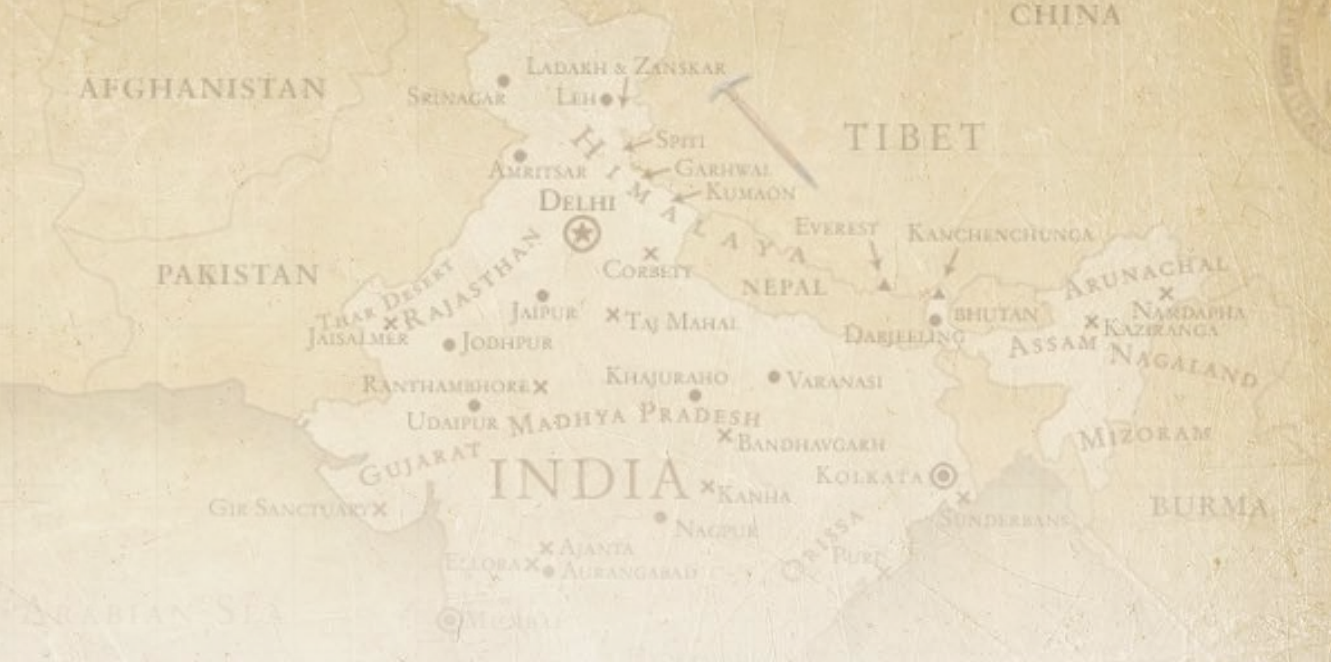 CHINA
AFGHANISTAN
LADAKH & ZANSKAR
SRINAGAR
LEH
TIBET
SPITI
HIMALAYA
AMRITSAR
GARHWAL
KUMAON
DELHI
EVEREST
KANCHENCHUNGA
PAKISTAN
THAR DESERT
RAJASTHAN
CORBETT
NEPAL
ARUNACHAL
JAIPUR
TAJ MAHAL
BHUTAN
NAMDAPHA
JAISALMER
JODHPUR
DARJEELING
KAZIRANGA
ASSAM
NAGALAND
RANTHAMBHORE
KHAJURAHO
VARANASI
UDAIPUR
MADHYA PRADESH
BANDHAVGARH
MIZORAM
GUJARAT
INDIA
KOLKATA
KANHA
GIR SANCTUARY
BURMA
NAGPUR
SUNDERBANS
ORISSA
AJANTA
PURI
ELLORA
AURANGABAD
ARABIAN SEA
MUMBAI